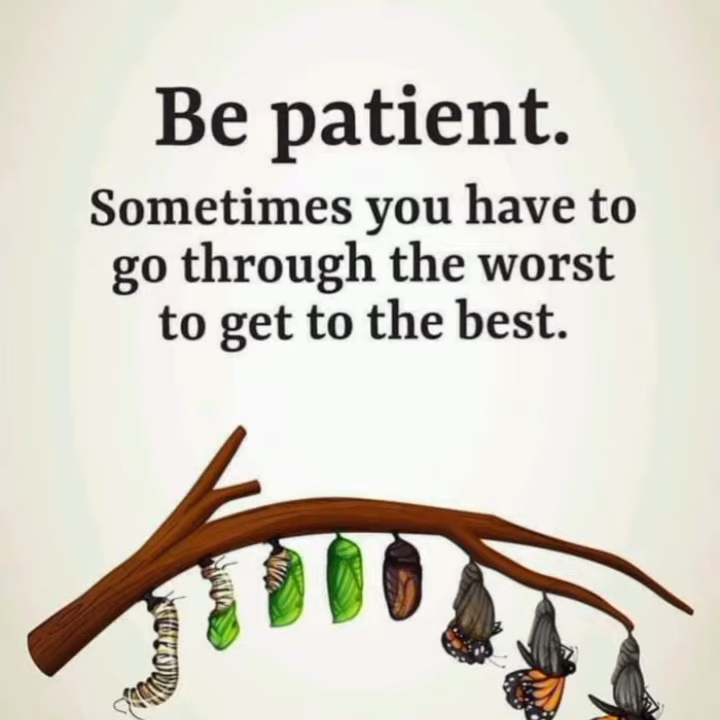 Be patient.
Sometimes you have to
go through the worst
to get to the best.